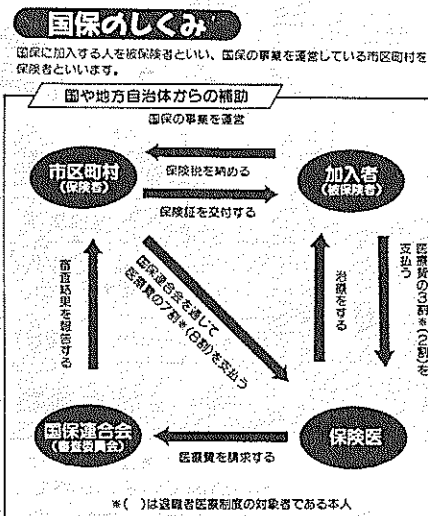 国保のしくみ
国保に加入する人を被保険者といい、国保の事業を運営している市区町村を
保険者といいます。
国や地方自治体からの補助
国保の事業を運営
市区町村
(保険者)
保険税を納める
保険証を交付する
加入者
(被保険者)
審査結果を報告する
国保連合会を通じて
医療費の7割*(8割)を支払う
治療をする
医療費の3割*(2割)を
支払う
国保連合会
(審査委員会)
医療費を請求する
保険医
*( )は退職者医療制度の対象者である本人